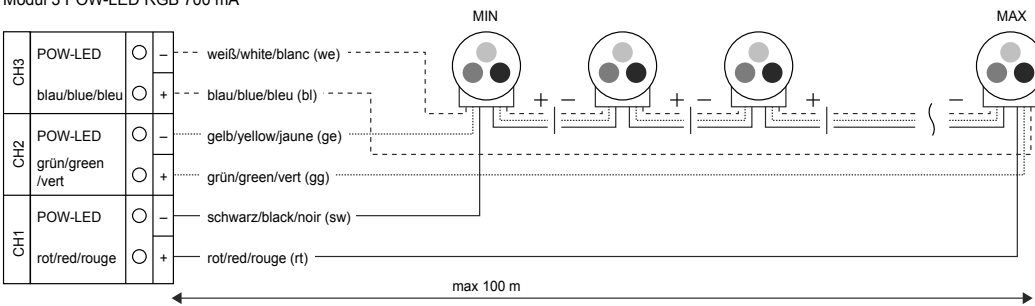 Modul 3 POW-LED RGB 700 mA
MIN
MAX
CH3
POW-LED
–
weiß/white/blanc (we)
blau/blue/bleu
+
blau/blue/bleu (bl)
+ –
+ –
+
–
CH2
POW-LED
–
gelb/yellow/jaune (ge)
grün/green
/vert
+
grün/green/vert (gg)
CH1
POW-LED
–
schwarz/black/noir (sw)
rot/red/rouge
+
rot/red/rouge (rt)
max 100 m